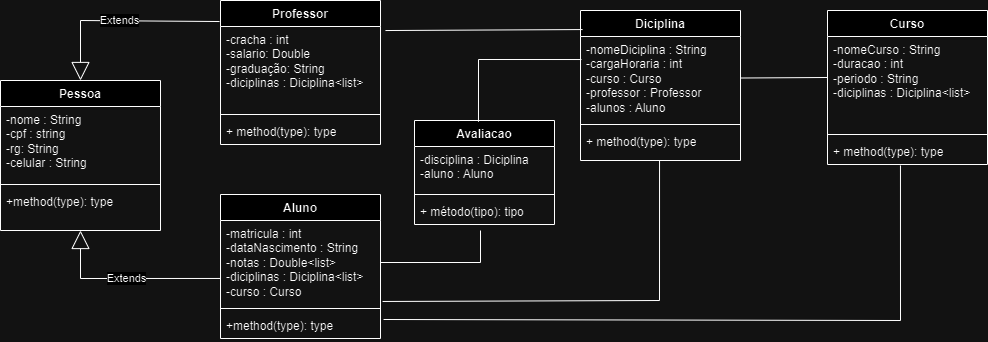 Extends
Professor
-cracha : int
-salario: Double
-graduação: String
-diciplinas : Diciplina<list>
+ method(type): type
Diciplina
-nomeDiciplina : String
-cargaHoraria : int
-curso : Curso
-professor : Professor
-alunos : Aluno
+ method(type): type
Curso
-nomeCurso : String
-duracao : int
-periodo : String
-diciplinas : Diciplina<list>
+ method(type): type
Pessoa
-nome : String
-cpf : string
-rg: String
-celular : String
+method(type): type
Avaliacao
-disciplina : Diciplina
-aluno : Aluno
+ método(tipo): tipo
Aluno
-matricula : int
-dataNascimento : String
-notas : Double<list>
-diciplinas : Diciplina<list>
-curso : Curso
+method(type): type
Extends